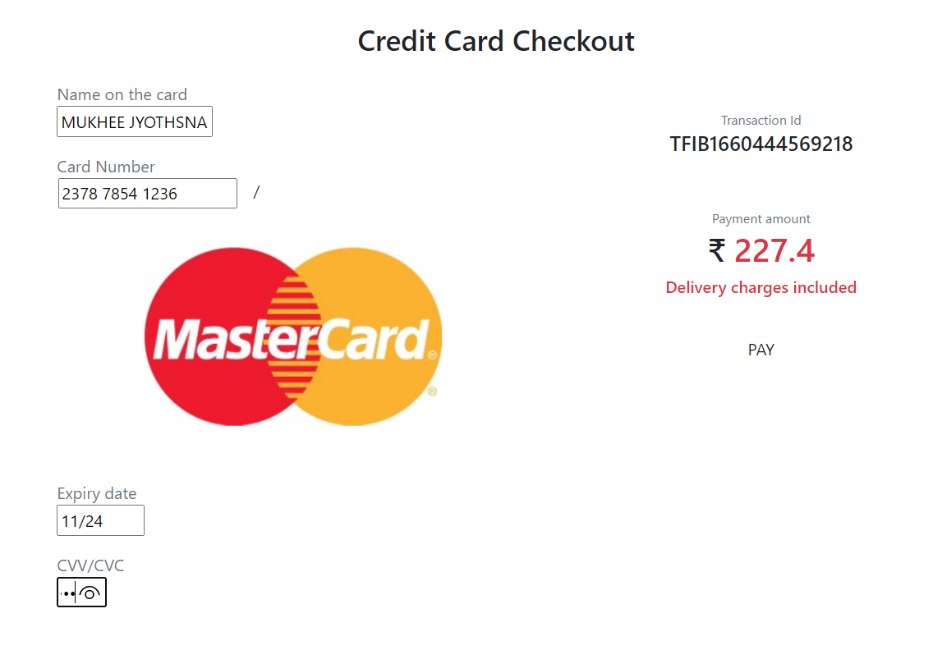 Credit Card Checkout
Name on the card
MUKHEE JYOTHSNA
Card Number
2378 7854 1236
/
MasterCard
Expiry date
11/24
CVV/CVC
Transaction Id
TFIB1660444569218
Payment amount
₹ 227.4
Delivery charges included
PAY